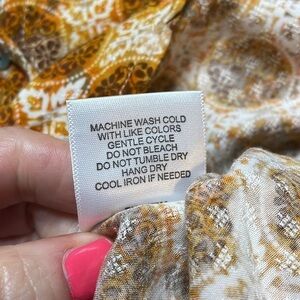 MACHINE WASH COLD
WITH LIKE COLORS
GENTLE CYCLE
DO NOT BLEACH
DO NOT TUMBLE DRY
HANG DRY
COOL IRON IF NEEDED